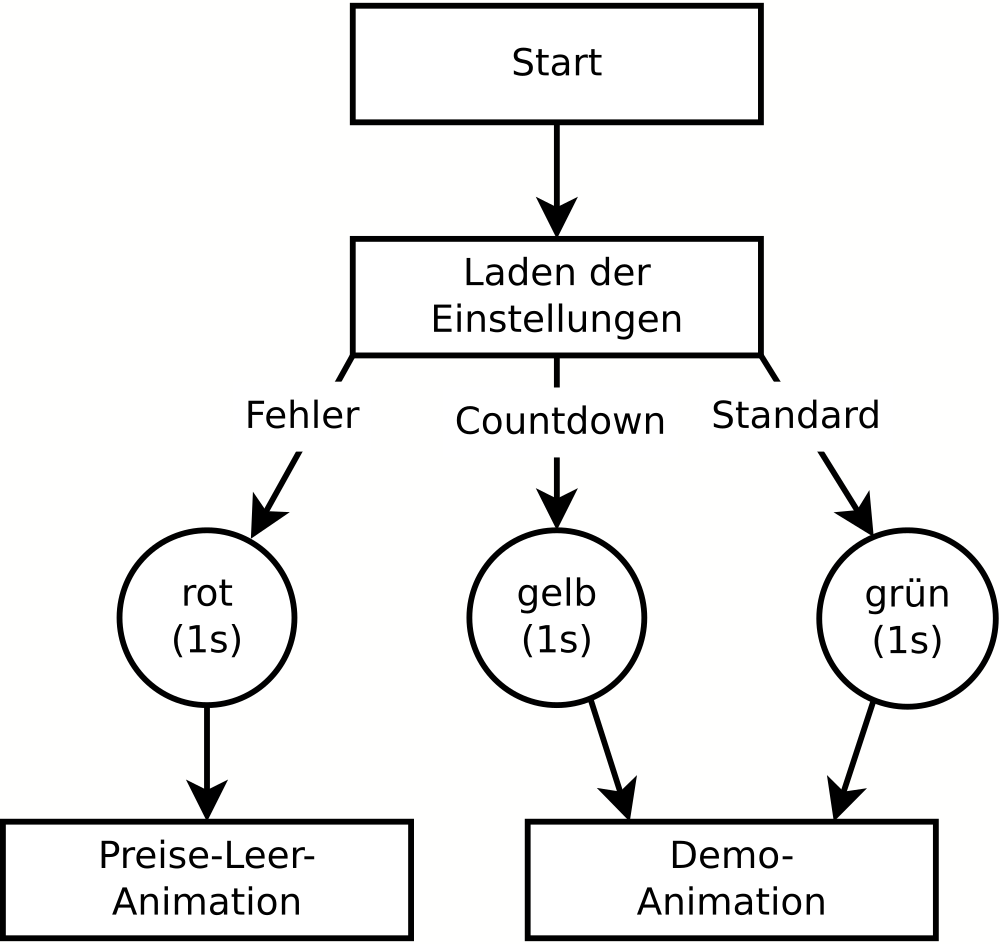 Start
Laden der
Einstellungen
Fehler
Countdown
Standard
rot
(1s)
gelb
(1s)
grün
(1s)
Preise-Leer-
Animation
Demo-
Animation